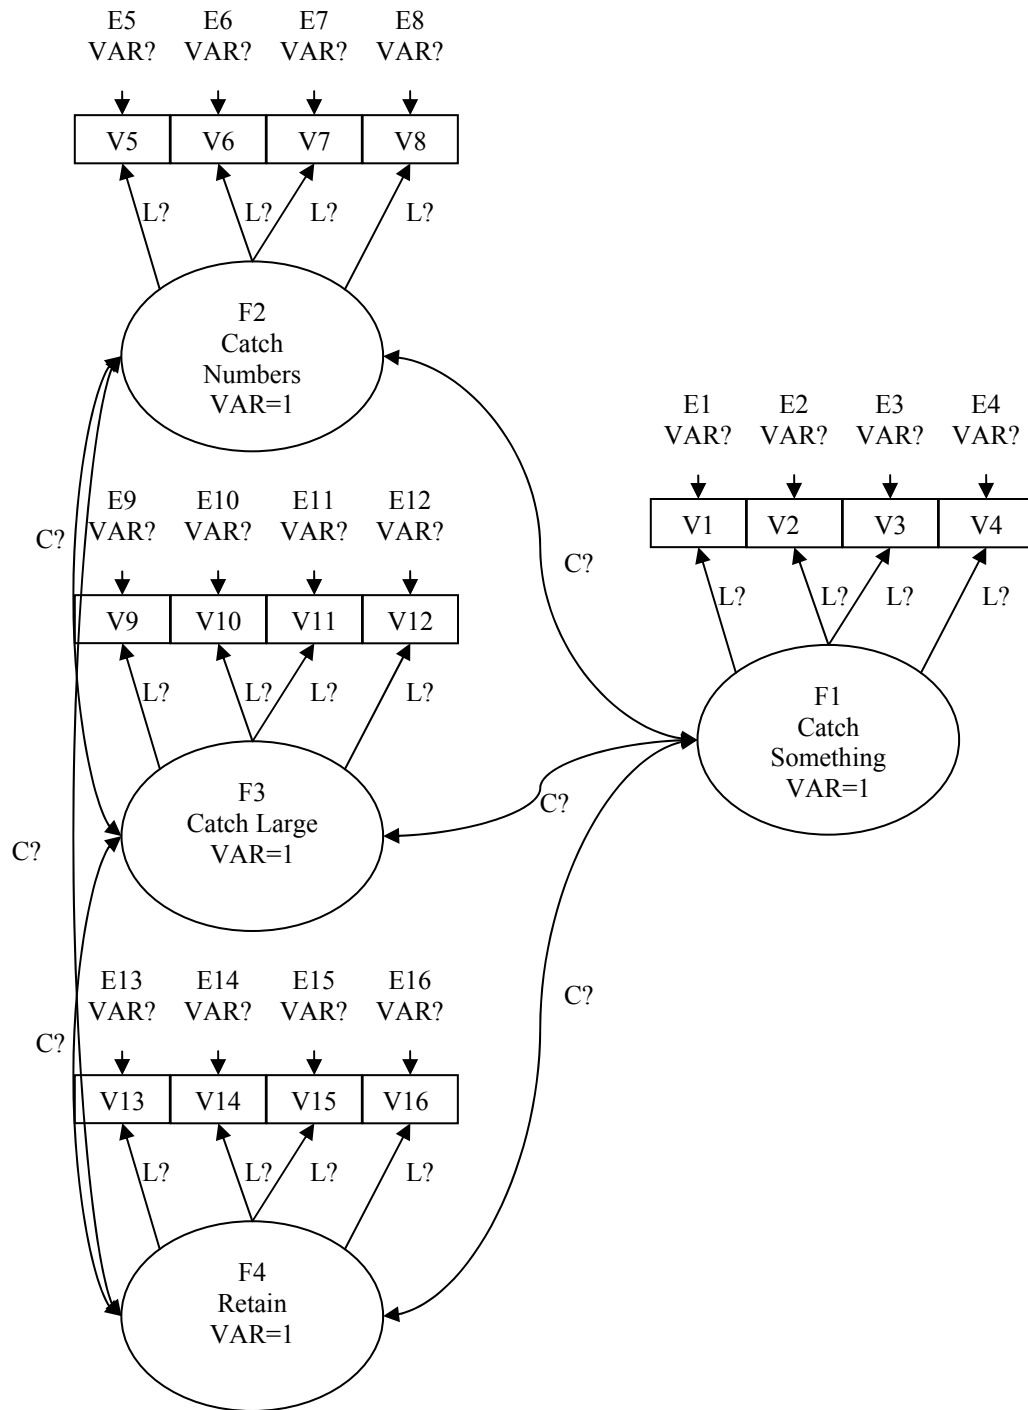 E5 E6 E7 E8
VAR? VAR? VAR? VAR?
V5 V6 V7 V8
L? L? L? L?
F2
Catch
Numbers
VAR=1
E1 E2 E3 E4
VAR? VAR? VAR? VAR?
E9 E10 E11 E12
VAR? VAR? VAR? VAR?
V1 V2 V3 V4
C?
C?
L? L? L? L?
V9 V10 V11 V12
L? L? L? L?
F1
Catch
Something
VAR=1
F3
Catch Large
VAR=1
C?
C?
E13 E14 E15 E16
VAR? VAR? VAR? VAR?
C?
C?
V13 V14 V15 V16
L? L? L? L?
F4
Retain
VAR=1